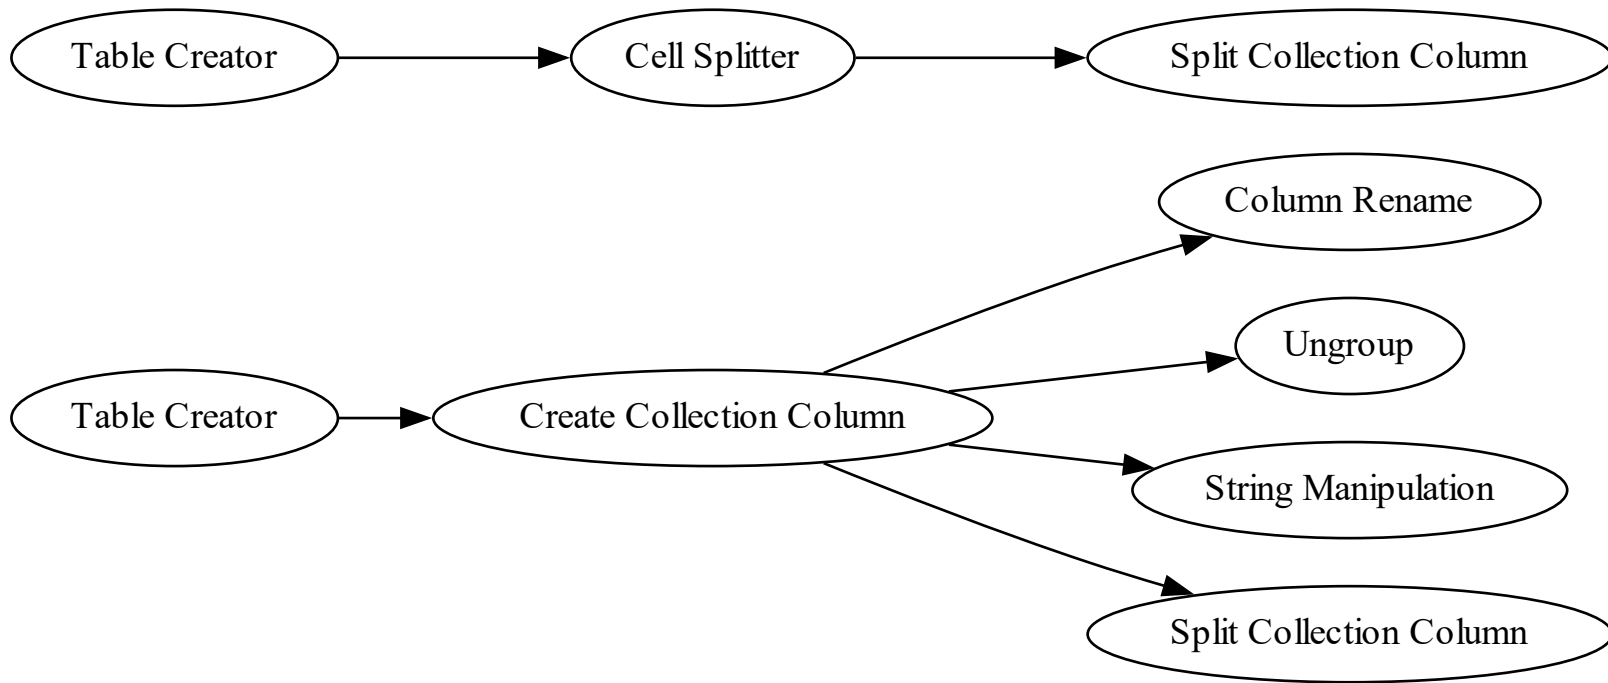 Table Creator
Cell Splitter
Split Collection Column
Column Rename
Ungroup
Table Creator
Create Collection Column
String Manipulation
Split Collection Column